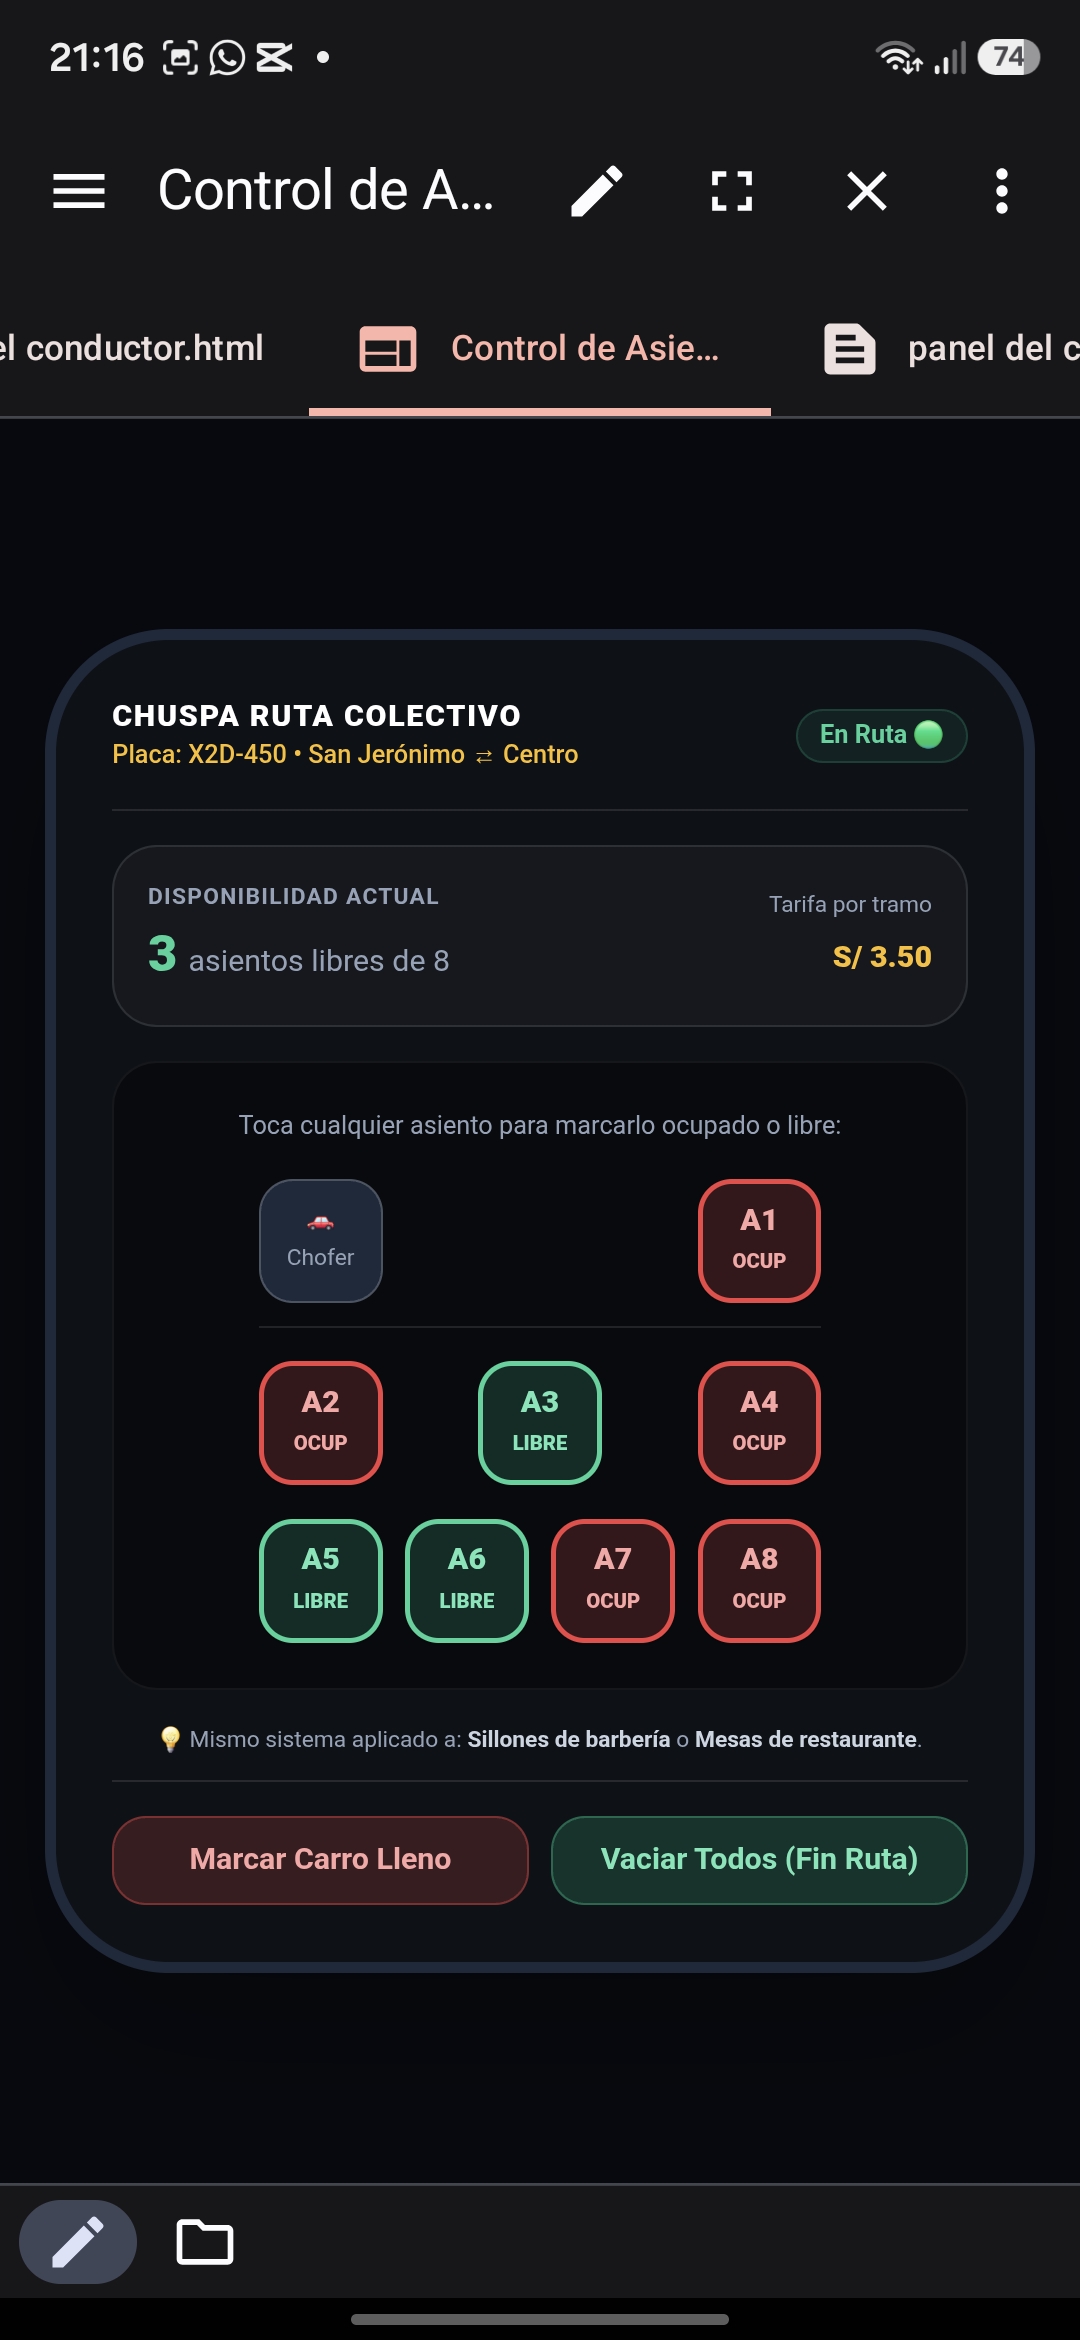 21:16
74
Control de A...
el conductor.html
Control de Asie...
panel del c
CHUSPA RUTA COLECTIVO
Placa: X2D-450 • San Jerónimo ⇄ Centro
En Ruta
DISPONIBILIDAD ACTUAL
3 asientos libres de 8
Tarifa por tramo
S/ 3.50
Toca cualquier asiento para marcarlo ocupado o libre:
Chofer
A1
OCUP
A2
OCUP
A3
LIBRE
A4
OCUP
A5
LIBRE
A6
LIBRE
A7
OCUP
A8
OCUP
Mismo sistema aplicado a: Sillones de barbería o Mesas de restaurante.
Marcar Carro Lleno
Vaciar Todos (Fin Ruta)